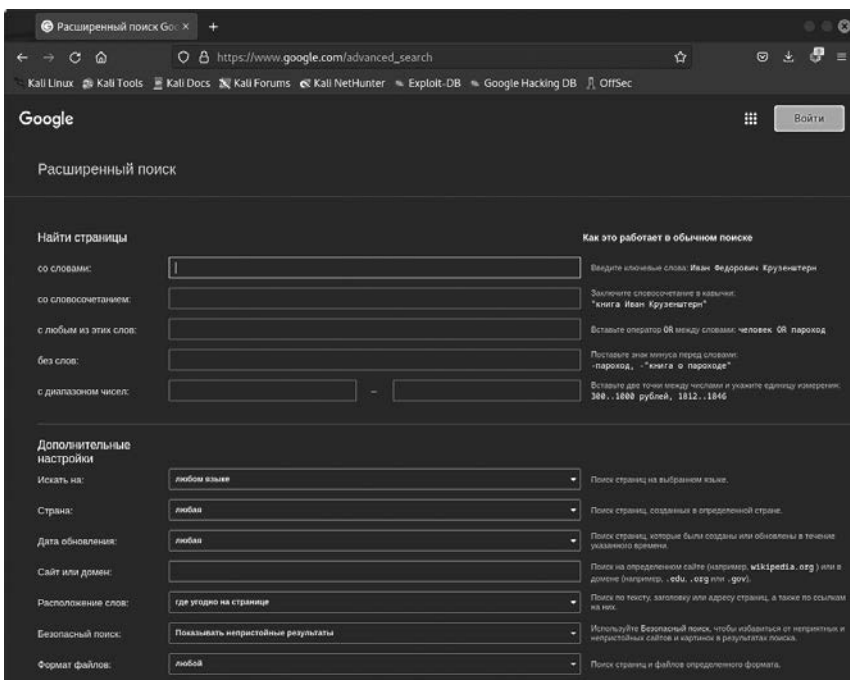 Расширенный поиск Goo
https://www.google.com/advanced_search
Kali Linux Kali Tools Kali Docs Kali Forums Kali NetHunter Exploit-DB Google Hacking DB OffSec
Google
Войти
Расширенный поиск
Найти страницы
Как это работает в обычном поиске
со словами:
Введите ключевые слова: Иван Федорович Крузенштерн
со словосочетанием:
Заключите словосочетание в кавычки:
"книга Иван Крузенштерн"
с любым из этих слов:
Вставьте оператор OR между словами: человек OR пароход
без слов:
Поставьте знак минуса перед словами:
-пароход, -"книга о пароходе"
с диапазоном чисел:
–
Вставьте две точки между числами и укажите единицу измерения:
300..1000 рублей, 1812..1846
Дополнительные
настройки
Искать на:
любом языке
Поиск страниц на выбранном языке.
Страна:
любая
Поиск страниц, созданных в определенной стране.
Дата обновления:
любая
Поиск страниц, которые были созданы или обновлены в течение
указанного времени.
Сайт или домен:
Поиск на определенном сайте (например, wikipedia.org ) или в
домене (например, .edu, .org или .gov).
Расположение слов:
где угодно на странице
Поиск по тексту, заголовку или адресу страниц, а также по ссылкам
на них.
Безопасный поиск:
Показывать непристойные результаты
Используйте Безопасный поиск, чтобы избавиться от неприятных и
непристойных сайтов и картинок в результатах поиска.
Формат файлов:
любой
Поиск страниц и файлов определенного формата.